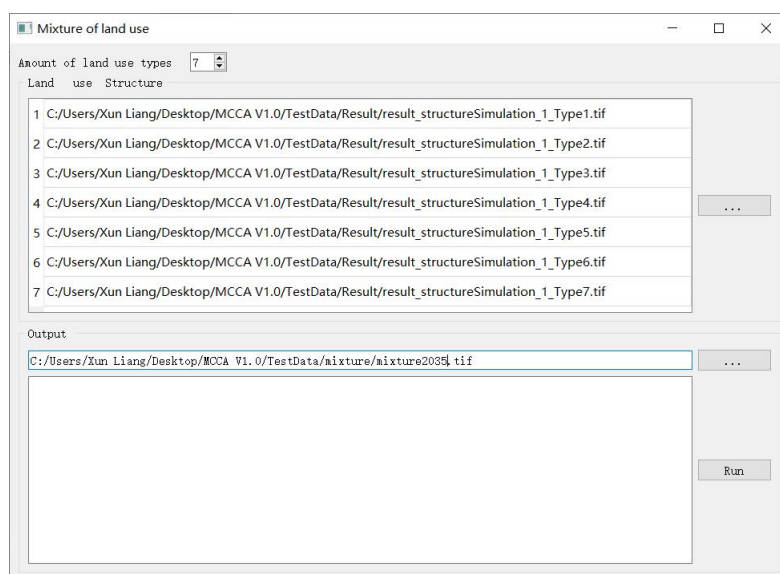 Mixture of land use
Amount of land use types 7
Land use Structure
1 C:/Users/Xun Liang/Desktop/MCCA V1.0/TestData/Result/result_structureSimulation_1_Type1.tif
2 C:/Users/Xun Liang/Desktop/MCCA V1.0/TestData/Result/result_structureSimulation_1_Type2.tif
3 C:/Users/Xun Liang/Desktop/MCCA V1.0/TestData/Result/result_structureSimulation_1_Type3.tif
4 C:/Users/Xun Liang/Desktop/MCCA V1.0/TestData/Result/result_structureSimulation_1_Type4.tif
...
5 C:/Users/Xun Liang/Desktop/MCCA V1.0/TestData/Result/result_structureSimulation_1_Type5.tif
6 C:/Users/Xun Liang/Desktop/MCCA V1.0/TestData/Result/result_structureSimulation_1_Type6.tif
7 C:/Users/Xun Liang/Desktop/MCCA V1.0/TestData/Result/result_structureSimulation_1_Type7.tif
Output
C:/Users/Xun Liang/Desktop/MCCA V1.0/TestData/mixture/mixture2035.tif
...
Run